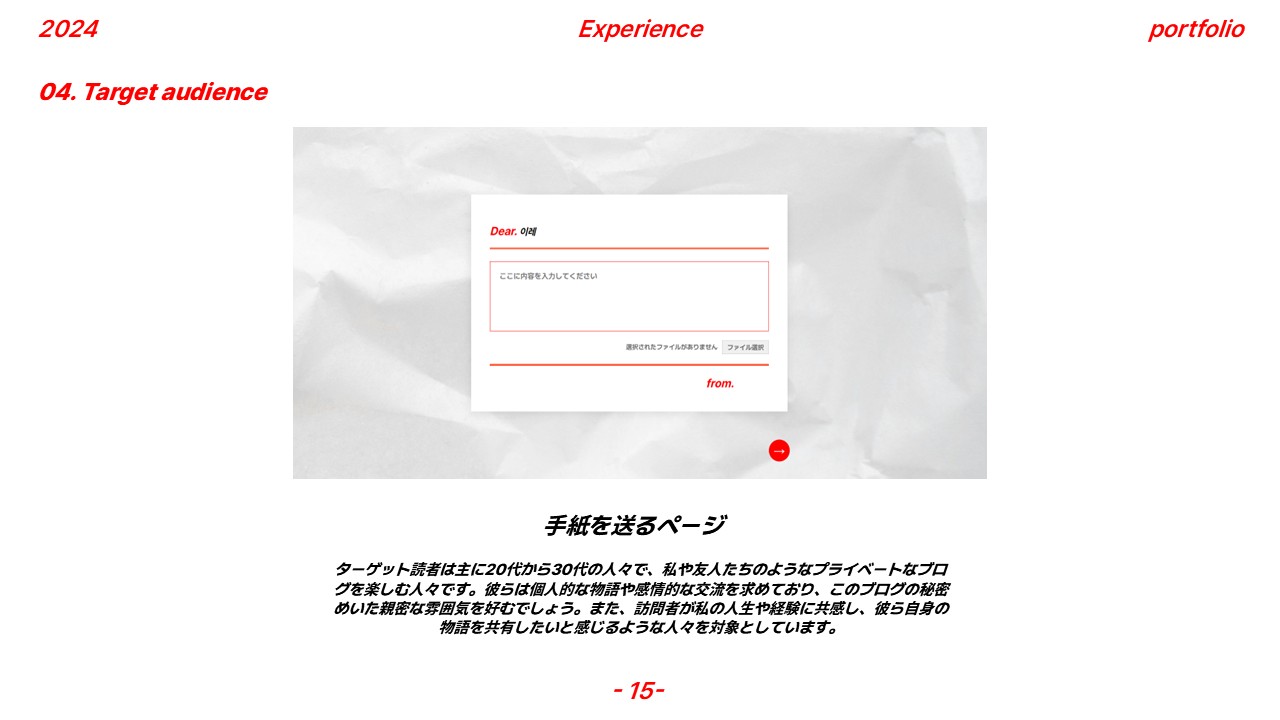 2024 Experience portfolio
04. Target audience
Dear. 이레
ここに内容を入力してください
選択されたファイルがありません ファイル選択
from.
→
手紙を送るページ
ターゲット読者は主に20代から30代の人々で、私や友人たちのようなプライベートなブロ
グを楽しむ人々です。彼らは個人的な物語や感情的な交流を求めており、このブログの秘密
めいた親密な雰囲気を好むでしょう。また、訪問者が私の人生や経験に共感し、彼ら自身の
物語を共有したいと感じるような人々を対象としています。
- 15-